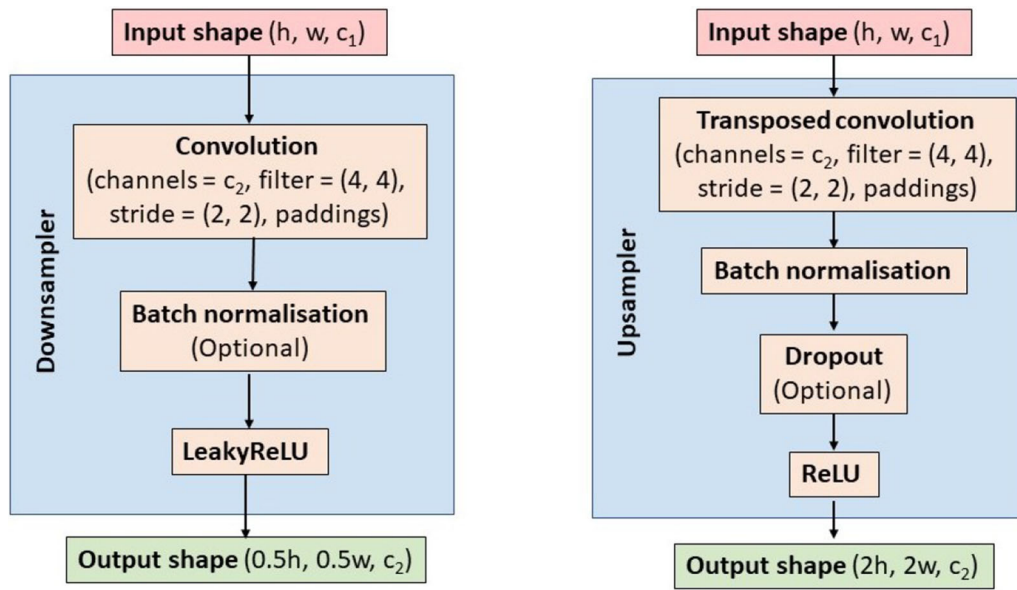 Input shape (h, w, c₁)
Downsampler
Convolution
(channels = c₂, filter = (4, 4),
stride = (2, 2), paddings)
Batch normalisation
(Optional)
LeakyReLU
Output shape (0.5h, 0.5w, c₂)
Input shape (h, w, c₁)
Upsampler
Transposed convolution
(channels = c₂, filter = (4, 4),
stride = (2, 2), paddings)
Batch normalisation
Dropout
(Optional)
ReLU
Output shape (2h, 2w, c₂)